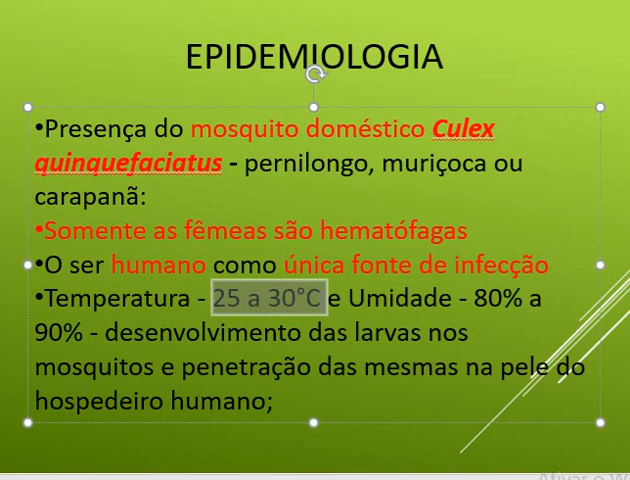 EPIDEMIOLOGIA
•Presença do mosquito doméstico Culex
quinquefaciatus - pernilongo, muriçoca ou
carapanã:
•Somente as fêmeas são hematófagas
•O ser humano como única fonte de infecção
•Temperatura - 25 a 30°C e Umidade - 80% a
90% - desenvolvimento das larvas nos
mosquitos e penetração das mesmas na pele do
hospedeiro humano;